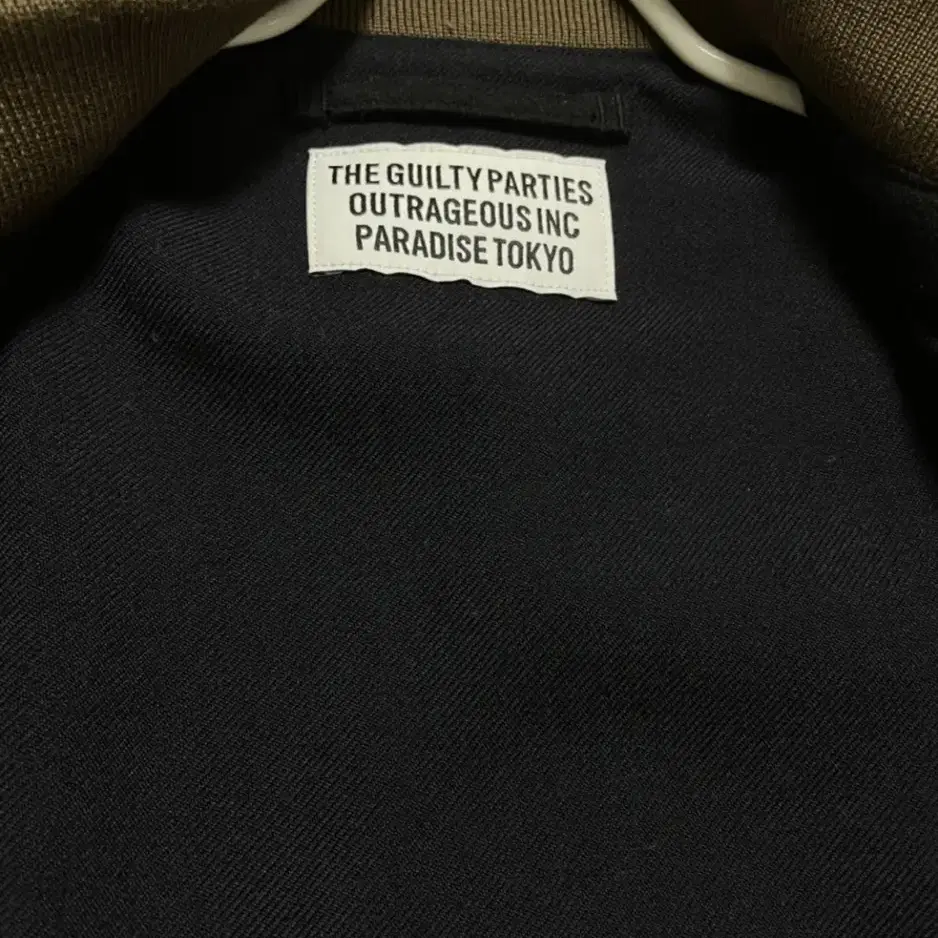 THE GUILTY PARTIES
OUTRAGEOUS INC
PARADISE TOKYO